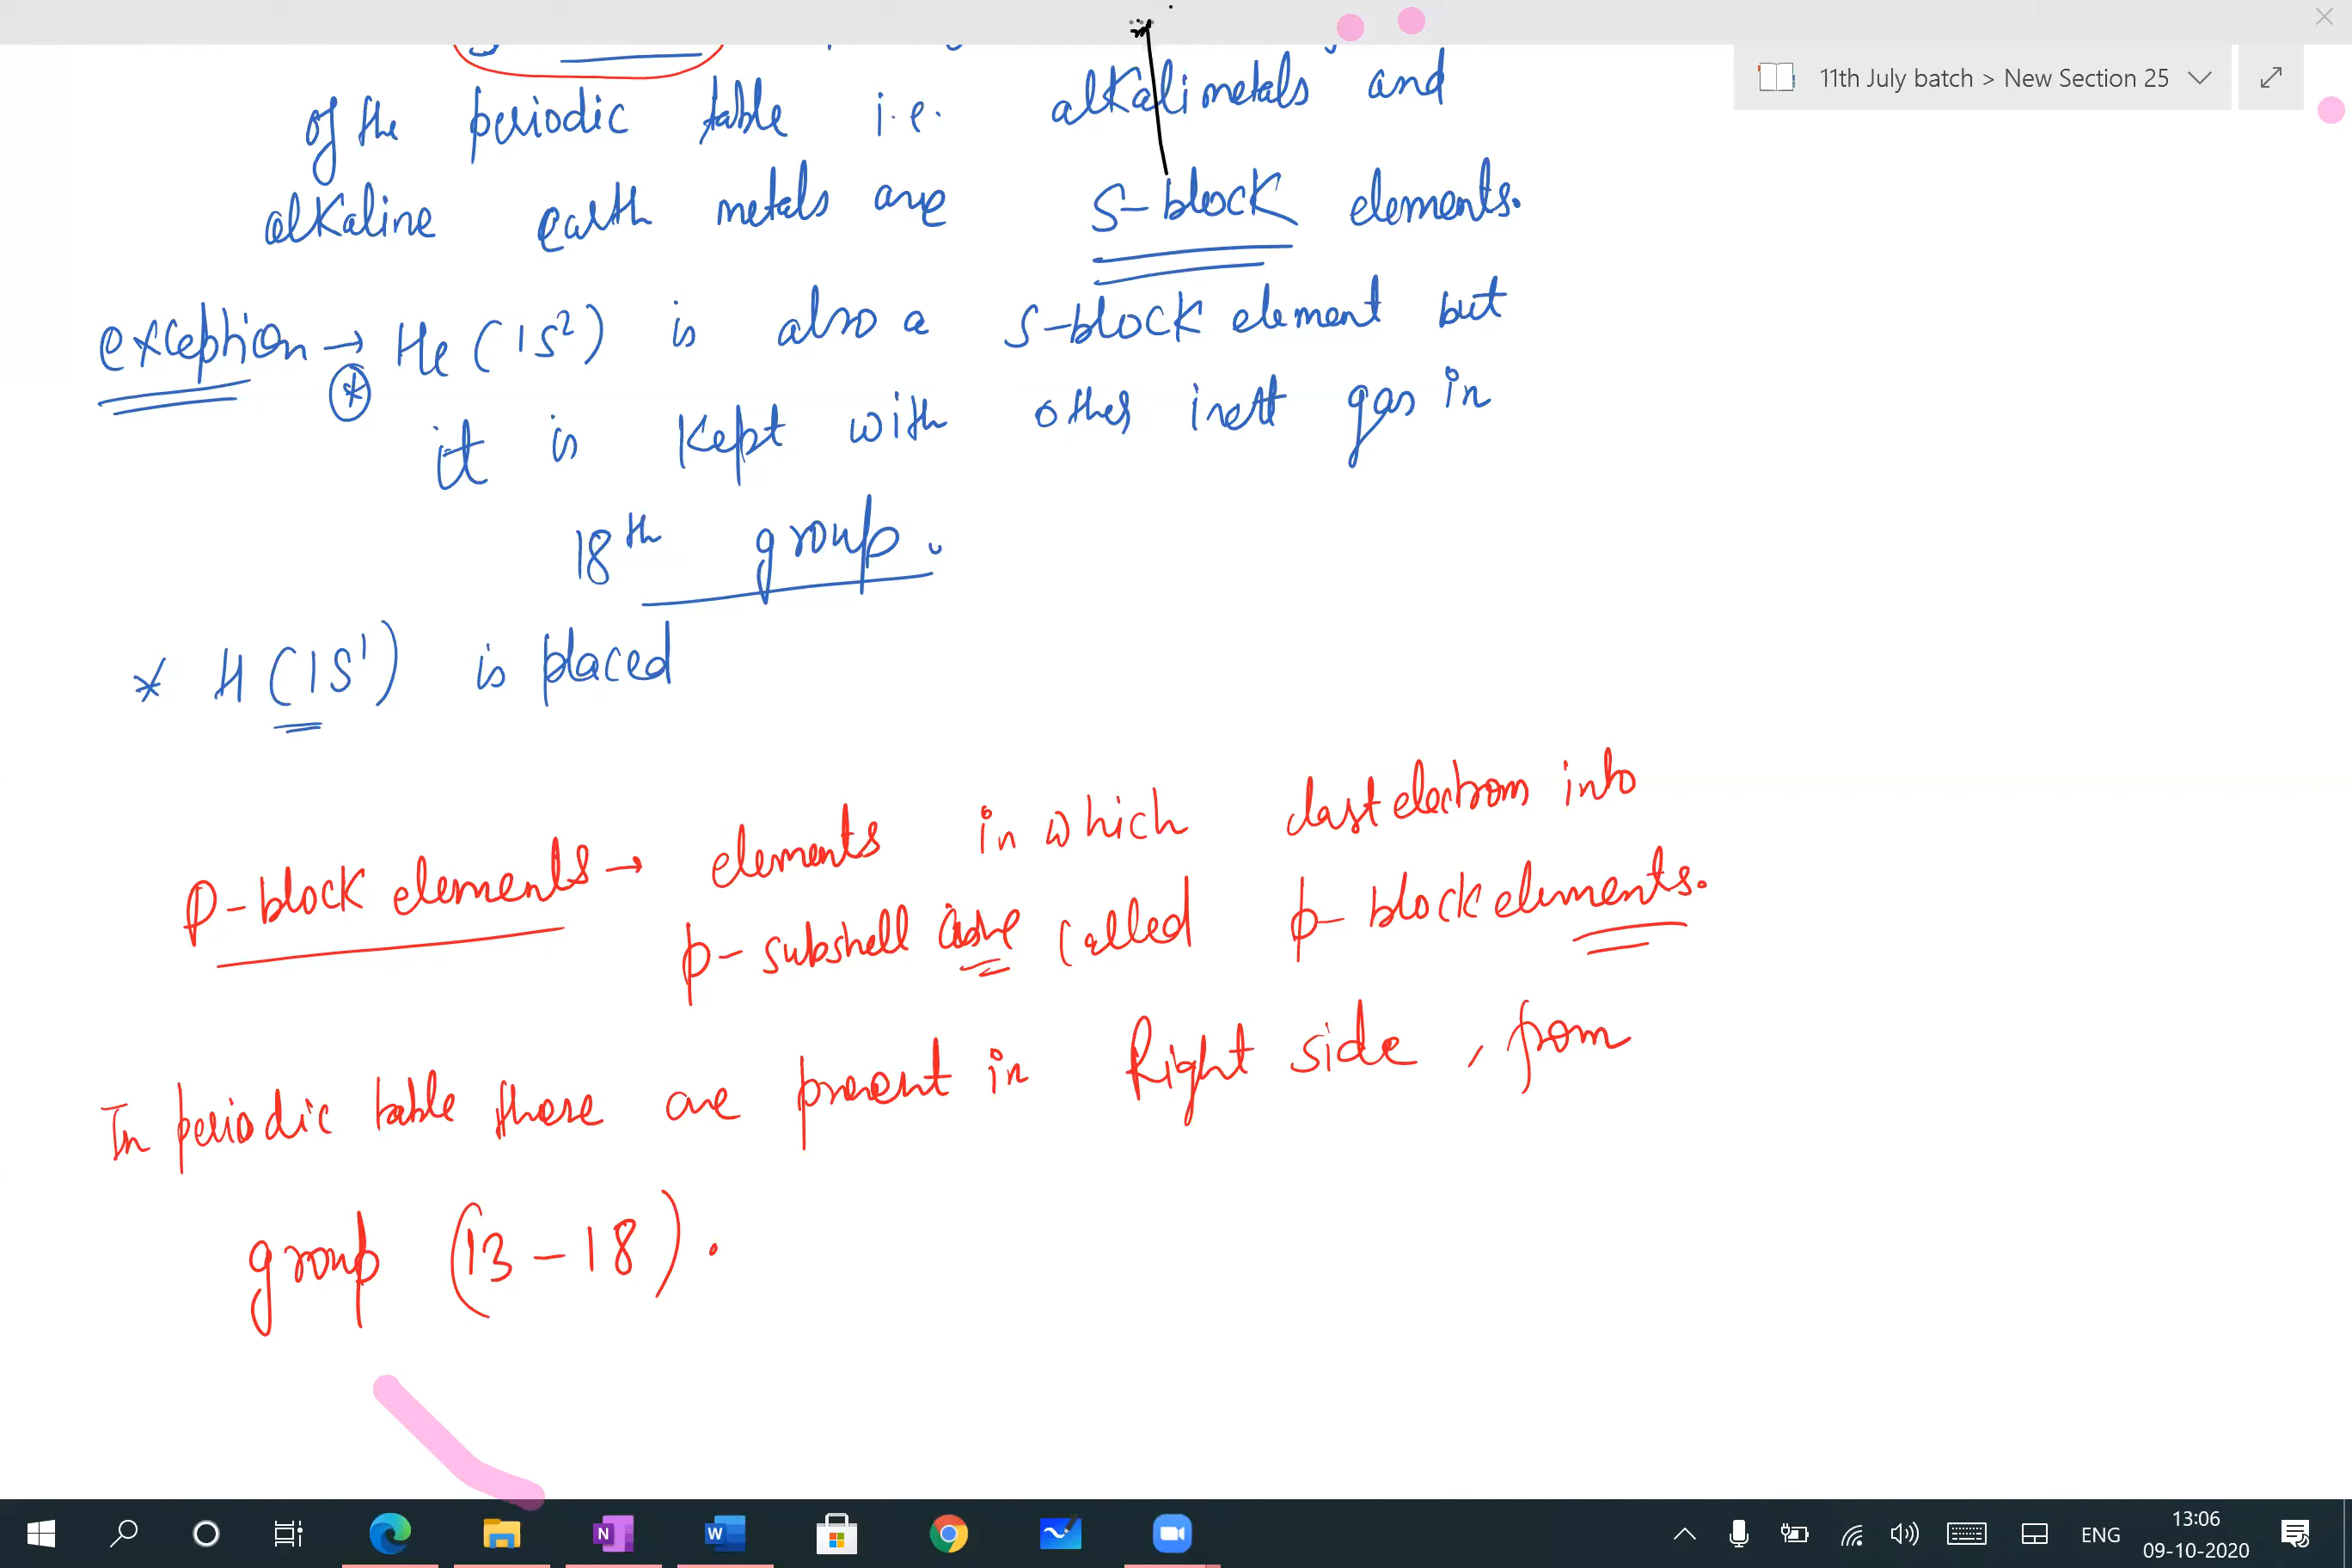 11th July batch > New Section 25
of the periodic table i.e. alkali metals and
alkaline earth metals are S-block elements.
exception → He (1S²) is also a S-block element but
it is kept with other inert gas in
18th group.
* H (1S¹) is placed
P-block elements → elements in which last electron into
p-subshell are called p-block elements.
In periodic table there are present in Right side, from
group (13-18).
ENG
13:06
09-10-2020